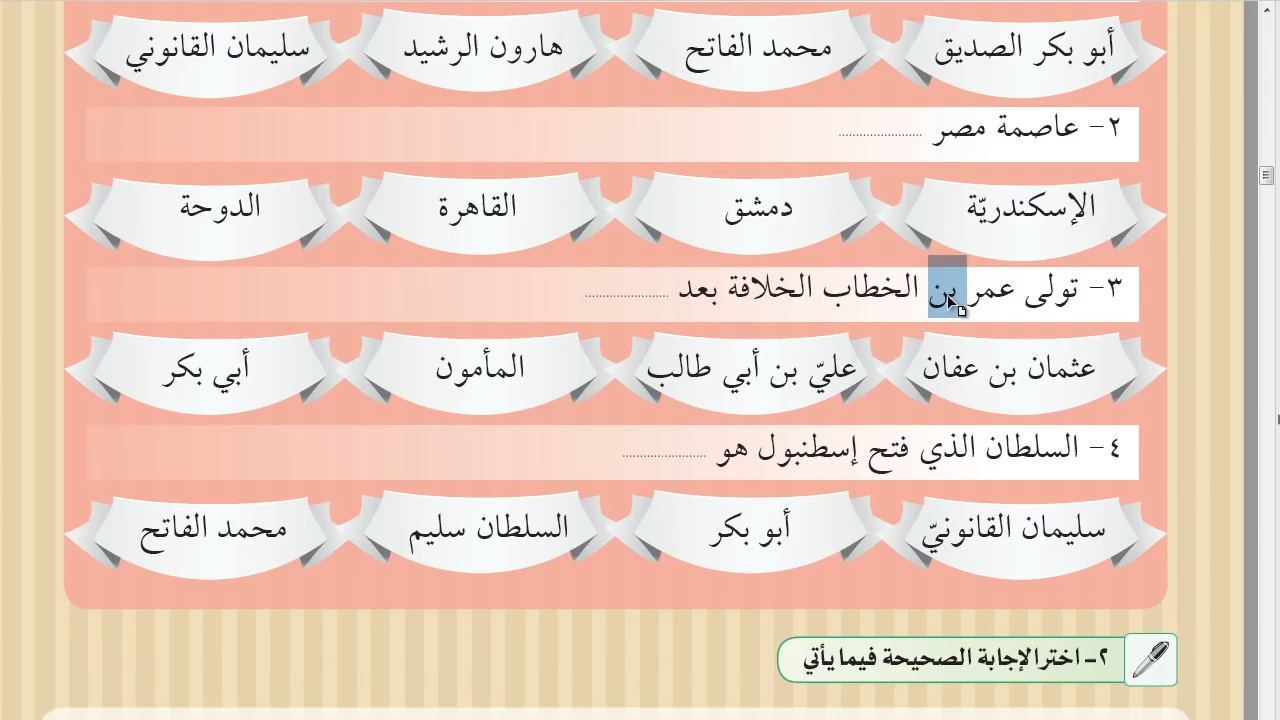 أبو بكر الصديق محمد الفاتح هارون الرشيد سليمان القانوني
٢- عاصمة مصر ........................
الإسكندريّة دمشق القاهرة الدوحة
٣- تولى عمر بن الخطاب الخلافة بعد ........................
عثمان بن عفان عليّ بن أبي طالب المأمون أبي بكر
٤- السلطان الذي فتح إسطنبول هو ........................
سليمان القانونيّ أبو بكر السلطان سليم محمد الفاتح
٢- اختر الإجابة الصحيحة فيما يأتي